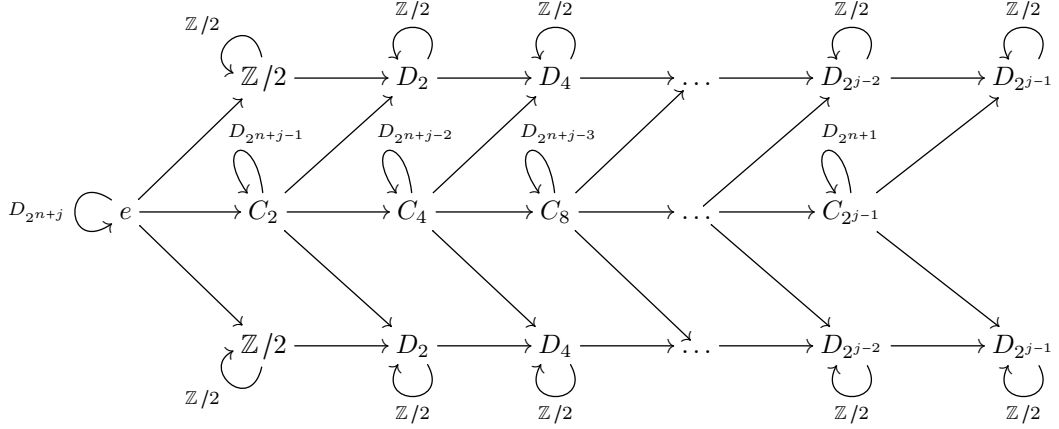 ℤ/2 ℤ/2 ℤ/2 ℤ/2 ℤ/2
ℤ/2 D_2 D_4 … D_{2^{j-2}} D_{2^{j-1}}
D_{2^{n+j-1}} D_{2^{n+j-2}} D_{2^{n+j-3}} D_{2^{n+1}}
D_{2^{n+j}} e C_2 C_4 C_8 … C_{2^{j-1}}
ℤ/2 D_2 D_4 … D_{2^{j-2}} D_{2^{j-1}}
ℤ/2 ℤ/2 ℤ/2 ℤ/2 ℤ/2